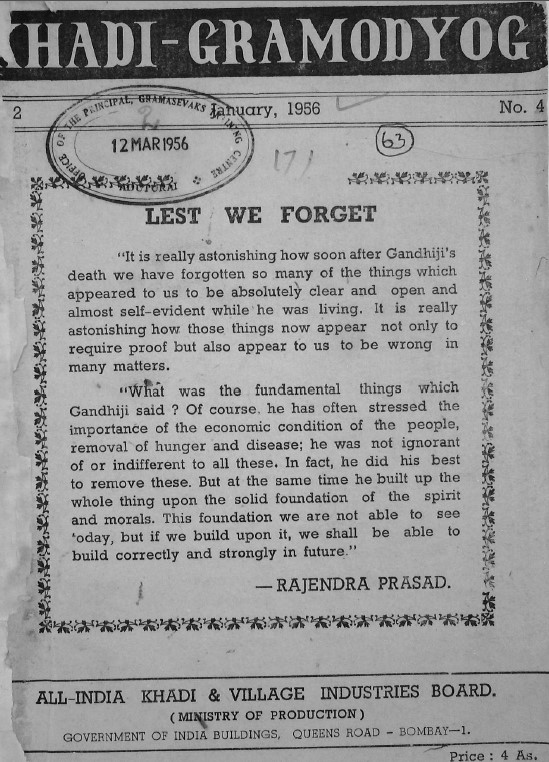 KHADI-GRAMODYOG
2 January, 1956 No. 4
OFFICE OF THE PRINCIPAL, GRAMASEVAKS TRAINING CENTRE
12 MAR 1956
63
171
LEST WE FORGET
"It is really astonishing how soon after Gandhiji's
death we have forgotten so many of the things which
appeared to us to be absolutely clear and open and
almost self-evident while he was living. It is really
astonishing how those things now appear not only to
require proof but also appear to us to be wrong in
many matters.
"What was the fundamental things which
Gandhiji said ? Of course he has often stressed the
importance of the economic condition of the people,
removal of hunger and disease; he was not ignorant
of or indifferent to all these. In fact, he did his best
to remove these. But at the same time he built up the
whole thing upon the solid foundation of the spirit
and morals. This foundation we are not able to see
'oday, but if we build upon it, we shall be able to
build correctly and strongly in future."
— RAJENDRA PRASAD.
ALL-INDIA KHADI & VILLAGE INDUSTRIES BOARD.
( MINISTRY OF PRODUCTION )
GOVERNMENT OF INDIA BUILDINGS, QUEENS ROAD - BOMBAY—1.
Price : 4 As.